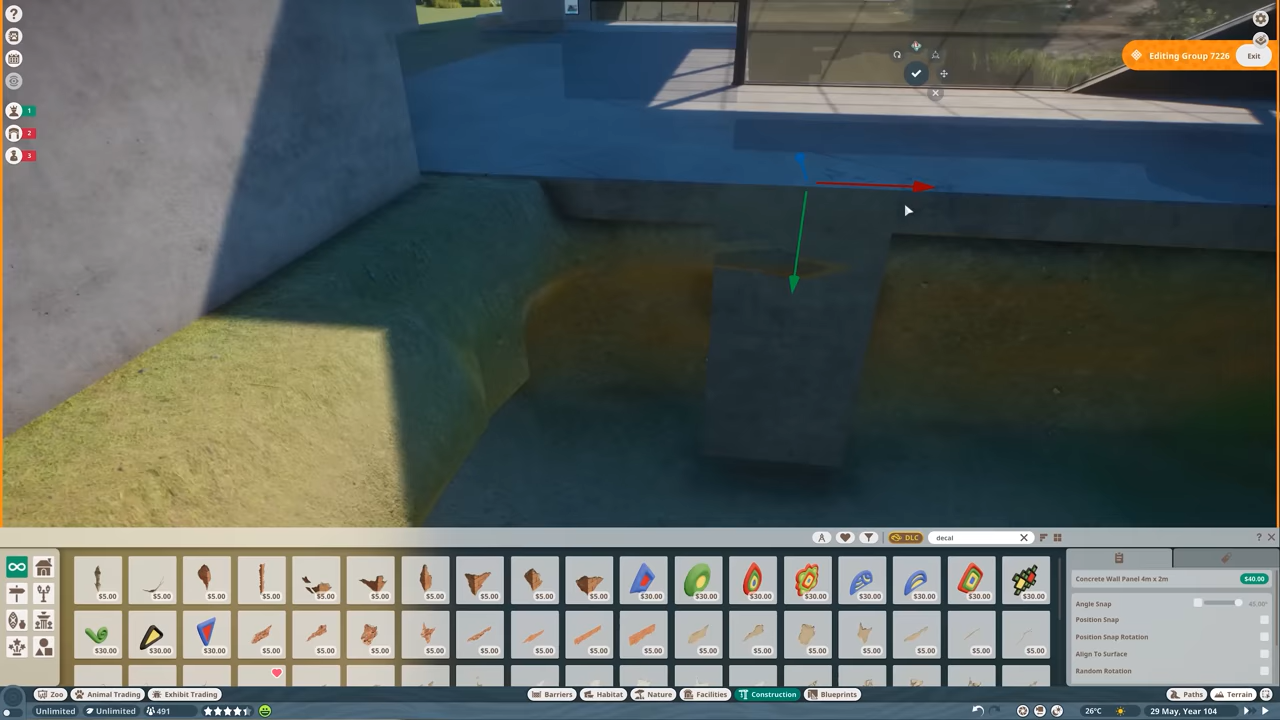 Editing Group 7226 Exit
1
2
3
DLC decal
$5.00 $5.00 $5.00 $5.00 $5.00 $5.00 $5.00 $5.00 $5.00 $5.00 $30.00 $30.00 $30.00 $30.00 $30.00 $30.00 $30.00 $30.00
$30.00 $30.00 $30.00 $5.00 $5.00 $5.00 $5.00 $5.00 $5.00 $5.00 $5.00 $5.00 $5.00 $5.00 $5.00 $5.00 $5.00 $5.00
Concrete Wall Panel 4m x 2m $40.00
Angle Snap 45.00°
Position Snap
Position Snap Rotation
Align To Surface
Random Rotation
Zoo Animal Trading Exhibit Trading Barriers Habitat Nature Facilities Construction Blueprints Paths Terrain
Unlimited Unlimited 491 26°C 29 May, Year 104